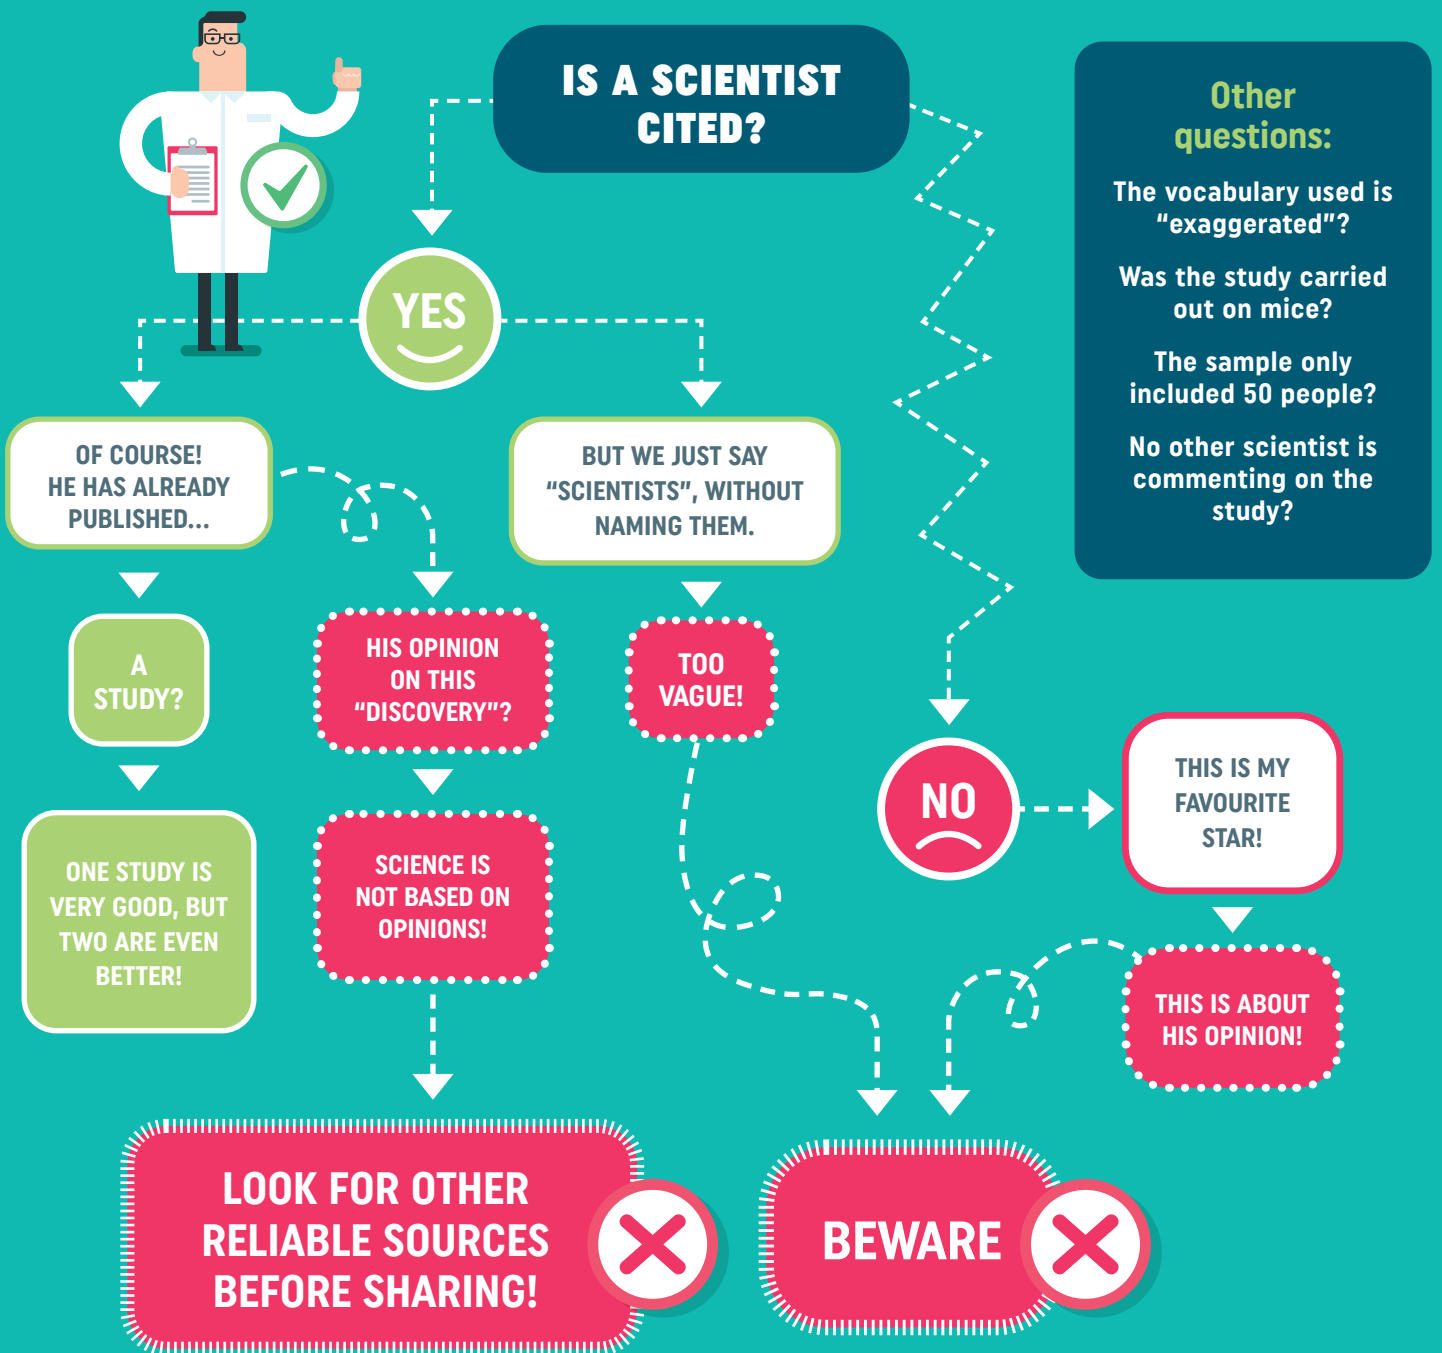 IS A SCIENTIST
CITED?
YES
OF COURSE!
HE HAS ALREADY
PUBLISHED...
BUT WE JUST SAY
“SCIENTISTS”, WITHOUT
NAMING THEM.
A
STUDY?
HIS OPINION
ON THIS
“DISCOVERY”?
TOO
VAGUE!
ONE STUDY IS
VERY GOOD, BUT
TWO ARE EVEN
BETTER!
SCIENCE IS
NOT BASED ON
OPINIONS!
NO
THIS IS MY
FAVOURITE
STAR!
THIS IS ABOUT
HIS OPINION!
LOOK FOR OTHER
RELIABLE SOURCES
BEFORE SHARING!
BEWARE
Other
questions:
The vocabulary used is
“exaggerated”?
Was the study carried
out on mice?
The sample only
included 50 people?
No other scientist is
commenting on the
study?